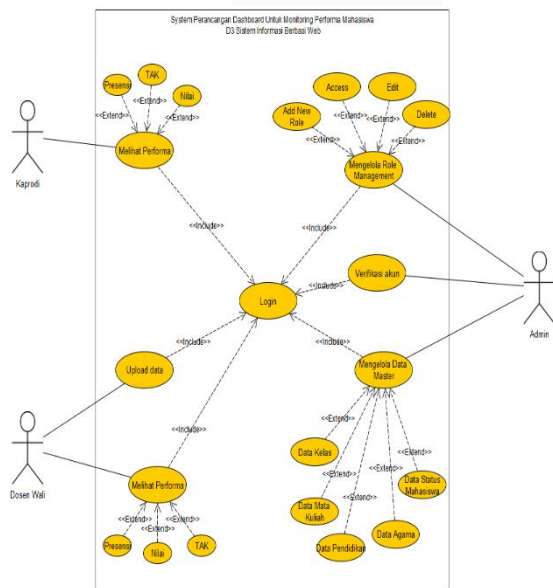 System Perancangan Dashboard Untuk Monitoring Performa Mahasiswa
D3 Sistem Informasi Berbasi Web
TAK
Presensi
Nilai
<<Extend>>
<<Extend>>
<<Extend>>
Melihat Performa
Kaprodi
Access
Edit
Add New
Role
Delete
<<Extend>>
<<Extend>>
<<Extend>>
<<Extend>>
Mengelola Role
Management
<<Include>>
<<Include>>
Verifikasi akun
<<Include>>
Login
Admin
<<Include>>
<<Include>>
Upload data
Mengelola Data
Master
<<Include>>
Dosen Wali
Melihat Performa
<<Extend>>
<<Extend>>
<<Extend>>
Presensi
Nilai
TAK
<<Extend>>
<<Extend>>
<<Extend>>
<<Extend>>
<<Extend>>
Data Kelas
Data Mata
Kuliah
Data Pendidikan
Data Agama
Data Status
Mahasiswa